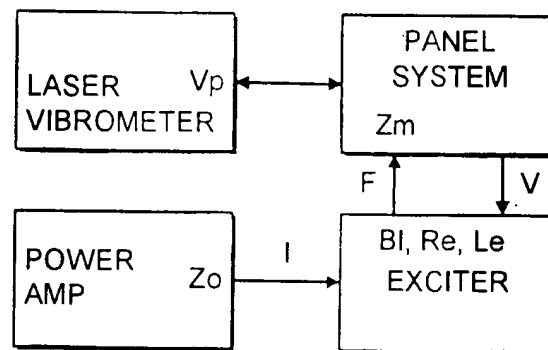 LASER
VIBROMETER
Vp
PANEL
SYSTEM
Zm
F
V
POWER
AMP
Zo
I
Bl, Re, Le
EXCITER